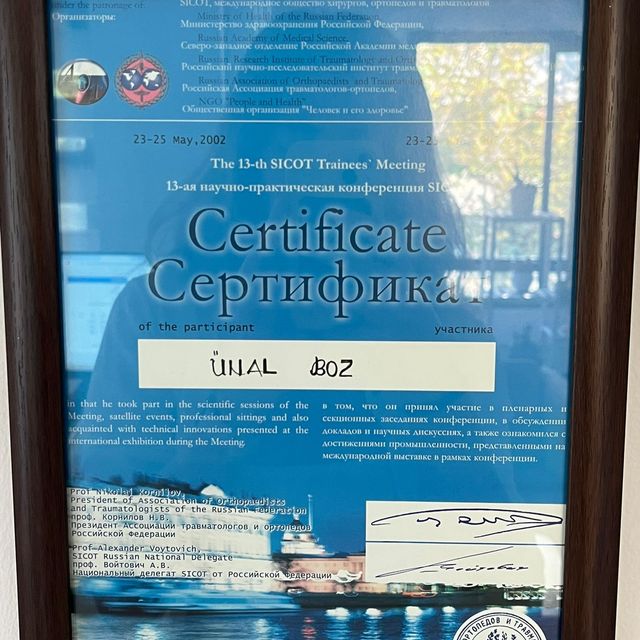 under the patronage of:
SICOT, международное общество хирургов, ортопедов и травматологов
Организаторы:
Ministry of Health of the Russian Federation,
Министерство здравоохранения Российской Федерации,
Russian Academy of Medical Science,
Северо-западное отделение Российской Академии
Russian Research Institute of Traumatology and
Российский научно-исследовательский институт
Russian Association of Orthopaedists and
Российская Ассоциация травматологов-ортопедов,
NGO "People and Health"
Общественная организация "Человек и его здоровье"
23-25 May, 2002
The 13-th SICOT Trainees` Meeting
13-ая научно-практическая конференция
Certificate
Сертификат
of the participant
участника
ÜNAL BOZ
in that he took part in the scientific sessions of the
Meeting, satellite events, professional sittings and also
acquainted with technical innovations presented at the
international exhibition during the Meeting.
в том, что он принял участие в пленарных и
секционных заседаниях конференции, в обсуждении
докладов и научных дискуссиях, а также ознакомился с
достижениями промышленности, представленными на
международной выставке в рамках конференции.
Prof Nikolaj Kornilov,
President of Association of Orthopaedists
and Traumatologists of the Russian Federation
проф. Корнилов Н.В.
Президент Ассоциации травматологов и ортопедов
Российской Федерации
Prof Alexander Voytovich,
SICOT Russian National Delegate
проф. Войтович А.В.
Национальный делегат SICOT от Российской Федерации